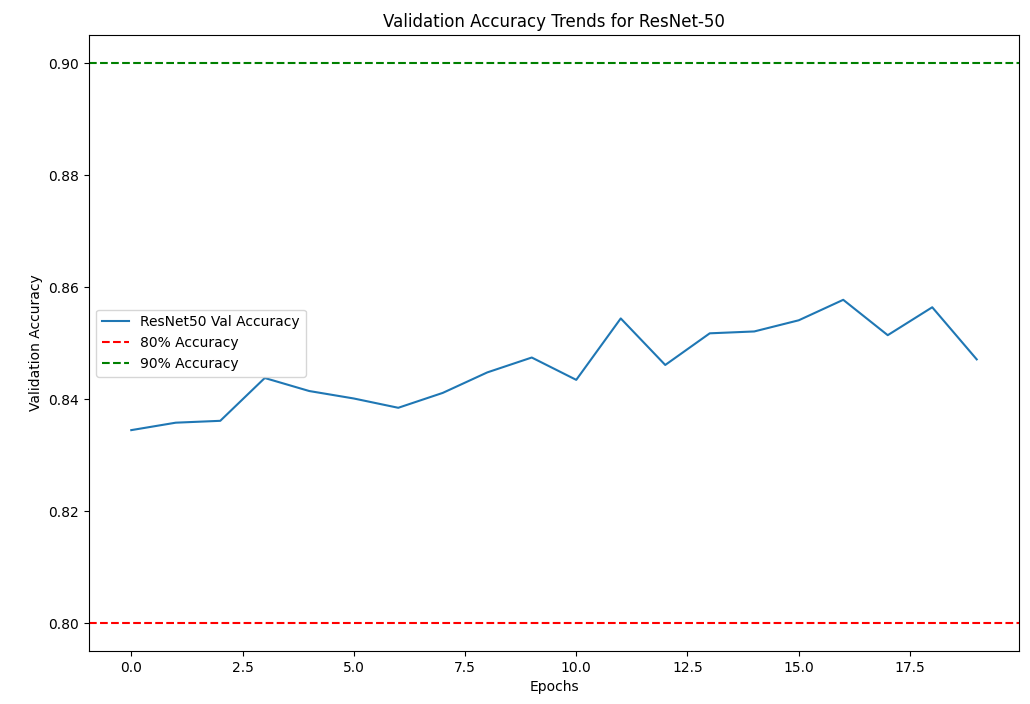 Validation Accuracy Trends for ResNet-50
0.90
0.88
0.86
0.84
0.82
0.80
Validation Accuracy
ResNet50 Val Accuracy
80% Accuracy
90% Accuracy
0.0 2.5 5.0 7.5 10.0 12.5 15.0 17.5
Epochs